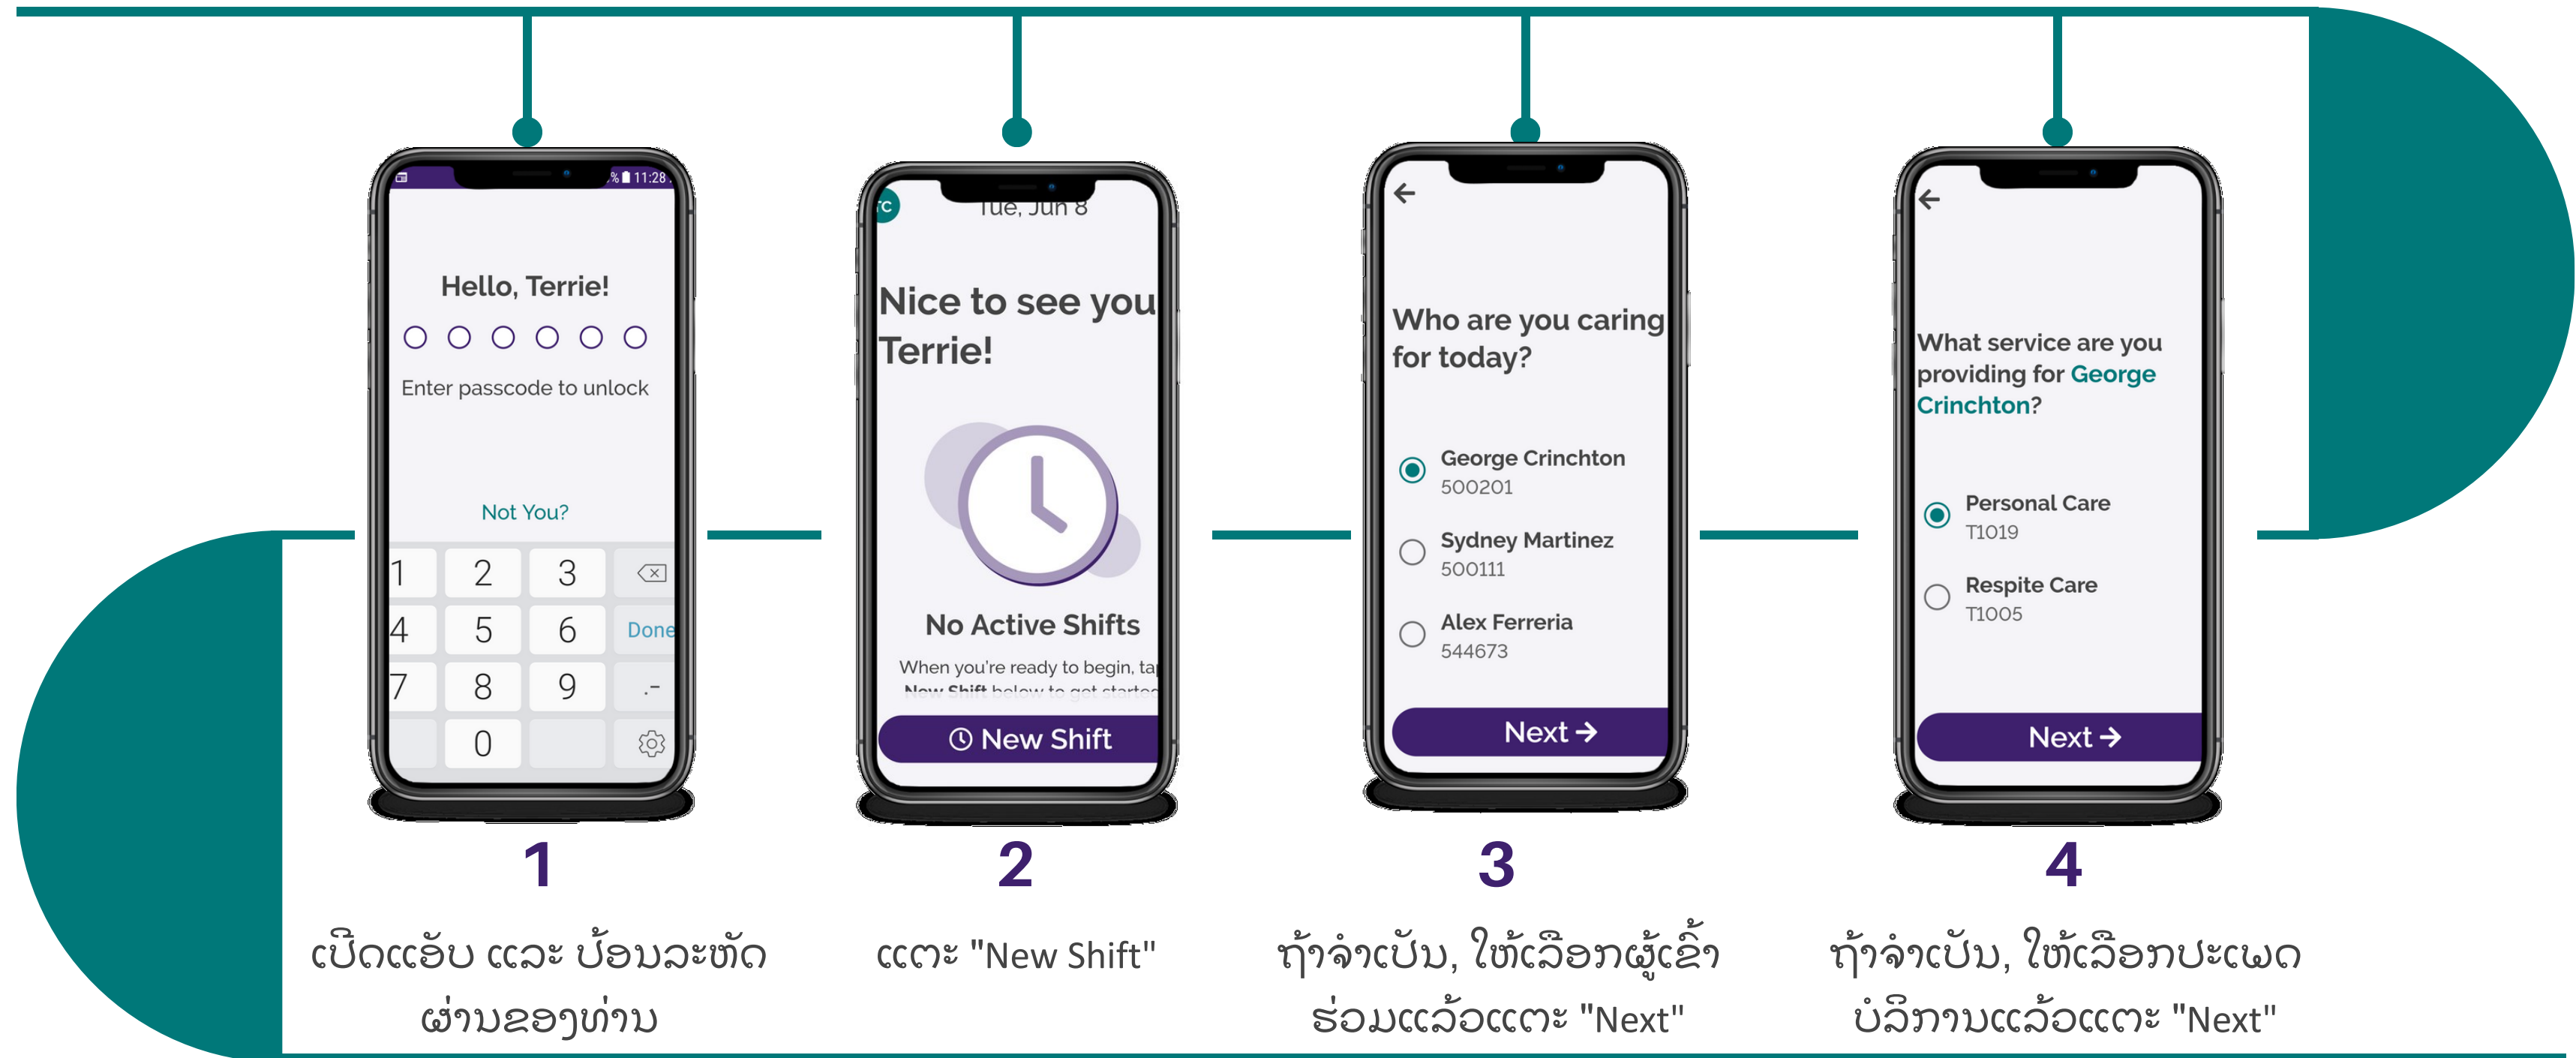 % 11:28
Hello, Terrie!
Enter passcode to unlock
Not You?
1 2 3
4 5 6 Done
7 8 9 .-
0
1
ເປີດແອັບ ແລະ ປ້ອນລະຫັດ
ຜ່ານຂອງທ່ານ
TC
Tue, Jun 8
Nice to see you
Terrie!
No Active Shifts
When you're ready to begin, tap
New Shift below to get started
New Shift
2
ແຕະ "New Shift"
Who are you caring
for today?
George Crinchton
500201
Sydney Martinez
500111
Alex Ferreria
544673
Next →
3
ຖ້າຈຳເປັນ, ໃຫ້ເລືອກຜູ້ເຂົ້າ
ຮ່ວມແລ້ວແຕະ "Next"
What service are you
providing for George
Crinchton?
Personal Care
T1019
Respite Care
T1005
Next →
4
ຖ້າຈຳເປັນ, ໃຫ້ເລືອກປະເພດ
ບໍລິການແລ້ວແຕະ "Next"